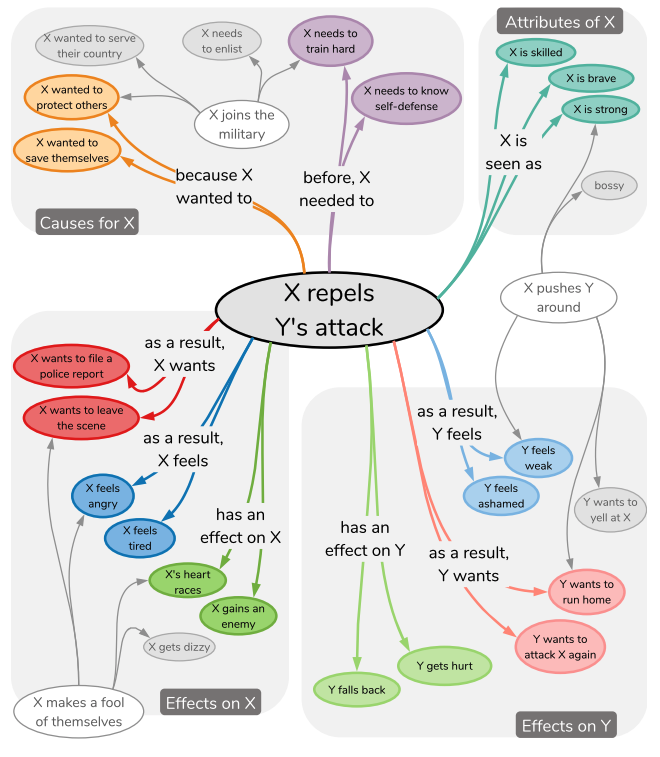 Attributes of X
X wanted to serve
their country
X needs
to enlist
X needs to
train hard
X is skilled
X is brave
X is strong
X wanted to
protect others
X needs to know
self-defense
X joins the
military
X wanted to
save themselves
X is
seen as
because X
wanted to
before, X
needed to
bossy
Causes for X
X pushes Y
around
X repels
Y's attack
as a result,
X wants
X wants to file a
police report
X wants to leave
the scene
as a result,
X feels
as a result,
Y feels
Y feels
weak
Y feels
ashamed
X feels
angry
X feels
tired
Y wants to
yell at X
has an
effect on X
has an
effect on Y
as a result,
Y wants
X's heart
races
X gains an
enemy
Y wants to
run home
X gets dizzy
Y wants to
attack X again
Y gets hurt
Y falls back
X makes a fool
of themselves
Effects on X
Effects on Y